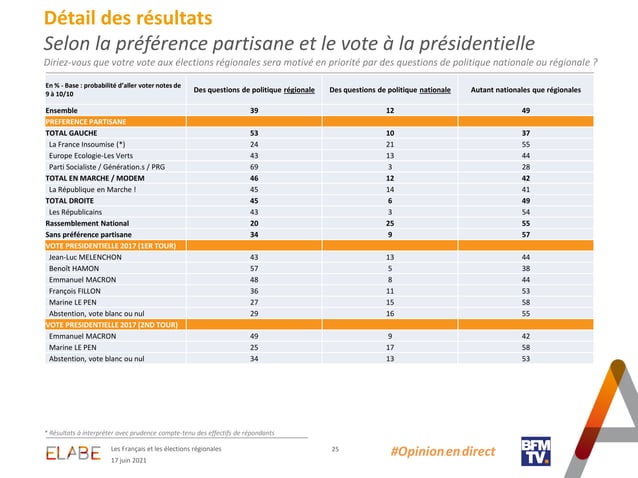 Détail des résultats
Selon la préférence partisane et le vote à la présidentielle
Diriez-vous que votre vote aux élections régionales sera motivé en priorité par des questions de politique nationale ou régionale ?
En % - Base : probabilité d'aller voter notes de 9 à 10/10 Des questions de politique régionale Des questions de politique nationale Autant nationales que régionales
Ensemble 39 12 49
PREFERENCE PARTISANE
TOTAL GAUCHE 53 10 37
La France Insoumise (*) 24 21 55
Europe Ecologie-Les Verts 43 13 44
Parti Socialiste / Génération.s / PRG 69 3 28
TOTAL EN MARCHE / MODEM 46 12 42
La République en Marche ! 45 14 41
TOTAL DROITE 45 6 49
Les Républicains 43 3 54
Rassemblement National 20 25 55
Sans préférence partisane 34 9 57
VOTE PRESIDENTIELLE 2017 (1ER TOUR)
Jean-Luc MELENCHON 43 13 44
Benoît HAMON 57 5 38
Emmanuel MACRON 48 8 44
François FILLON 36 11 53
Marine LE PEN 27 15 58
Abstention, vote blanc ou nul 29 16 55
VOTE PRESIDENTIELLE 2017 (2ND TOUR)
Emmanuel MACRON 49 9 42
Marine LE PEN 25 17 58
Abstention, vote blanc ou nul 34 13 53
* Résultats à interpréter avec prudence compte-tenu des effectifs de répondants
ELABE Les Français et les élections régionales 25 #Opinion en direct BFM TV.
17 juin 2021